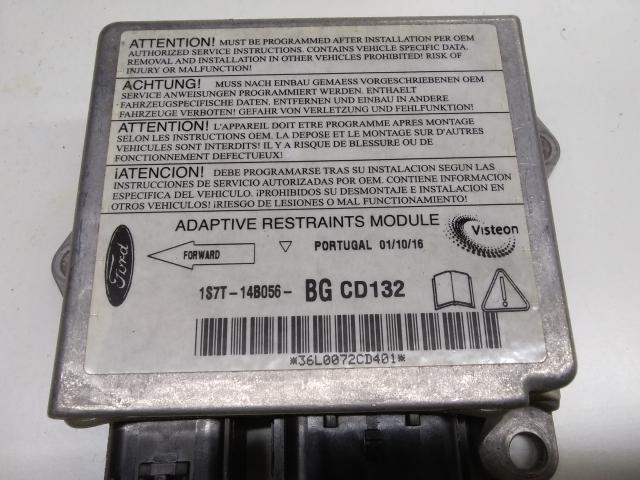 ATTENTION! MUST BE PROGRAMMED AFTER INSTALLATION PER OEM
AUTHORIZED SERVICE INSTRUCTIONS. CONTAINS VEHICLE SPECIFIC DATA.
REMOVAL AND INSTALLATION IN OTHER VEHICLES PROHIBITED! RISK OF
INJURY OR MALFUNCTION!
ACHTUNG! MUSS NACH EINBAU GEMAESS VORGESCHRIEBENEN OEM
SERVICE ANWEISUNGEN PROGRAMMIERT WERDEN. ENTHAELT
FAHRZEUGSPEZIFISCHE DATEN. ENTFERNEN UND EINBAU IN ANDERE
FAHRZEUGE VERBOTEN! GEFAHR VON VERLETZUNG UND FEHLFUNKTION!
ATTENTION! L'APPAREIL DOIT ETRE PROGRAMME APRES MONTAGE
SELON LES INSTRUCTIONS OEM. LA DEPOSE ET LE MONTAGE SUR D'AUTRES
VEHICULES SONT INTERDITS! IL Y A RISQUE DE BLESSURE OU DE
FONCTIONNEMENT DEFECTUEUX!
¡ATENCION! DEBE PROGRAMARSE TRAS SU INSTALACION SEGUN LAS
INSTRUCCIONES DE SERVICIO AUTORIZADAS POR OEM. CONTIENE INFORMACION
ESPECIFICA DEL VEHICULO. ¡PROHIBIDOS SU DESMONTAJE E INSTALACION EN
OTROS VEHICULOS! ¡RIESGO DE LESIONES O MAL FUNCIONAMIENTO!
ADAPTIVE RESTRAINTS MODULE
Visteon
Ford
FORWARD
PORTUGAL 01/10/16
1S7T-14B056- BG CD132
*36L0072CD401*